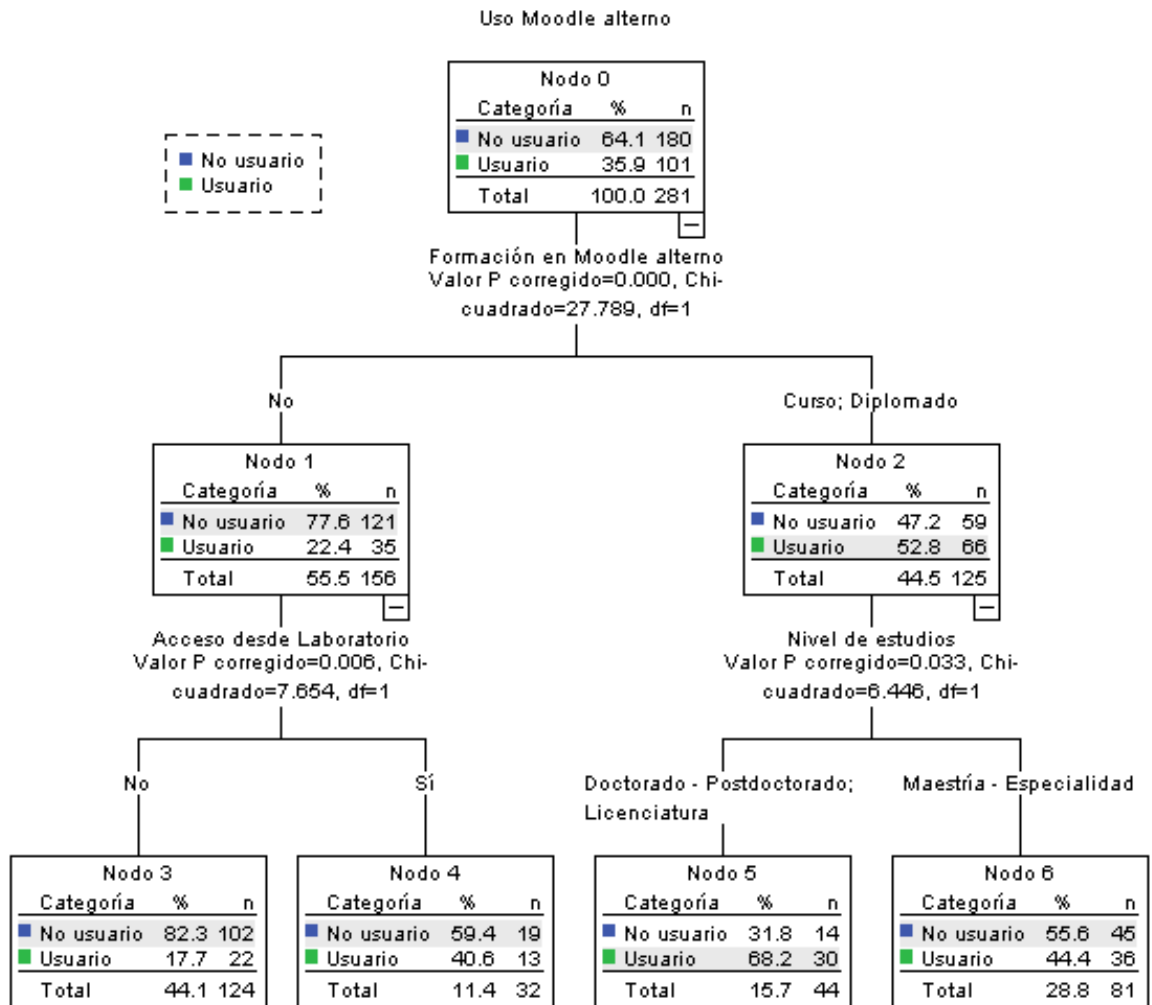 Uso Moodle alterno
No usuario
Usuario
Nodo 0
Categoría % n
No usuario 64.1 180
Usuario 35.9 101
Total 100.0 281
Formación en Moodle alterno
Valor P corregido=0.000, Chi-
cuadrado=27.789, df=1
No
Curso; Diplomado
Nodo 1
Categoría % n
No usuario 77.6 121
Usuario 22.4 35
Total 55.5 156
Nodo 2
Categoría % n
No usuario 47.2 59
Usuario 52.8 66
Total 44.5 125
Acceso desde Laboratorio
Valor P corregido=0.006, Chi-
cuadrado=7.654, df=1
Nivel de estudios
Valor P corregido=0.033, Chi-
cuadrado=6.446, df=1
No
Sí
Doctorado - Postdoctorado;
Licenciatura
Maestría - Especialidad
Nodo 3
Categoría % n
No usuario 82.3 102
Usuario 17.7 22
Total 44.1 124
Nodo 4
Categoría % n
No usuario 59.4 19
Usuario 40.6 13
Total 11.4 32
Nodo 5
Categoría % n
No usuario 31.8 14
Usuario 68.2 30
Total 15.7 44
Nodo 6
Categoría % n
No usuario 55.6 45
Usuario 44.4 36
Total 28.8 81